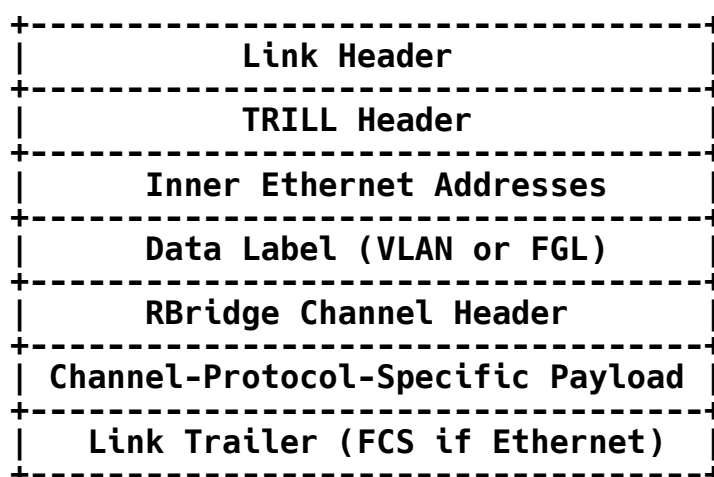 Link Header
TRILL Header
Inner Ethernet Addresses
Data Label (VLAN or FGL)
RBridge Channel Header
Channel-Protocol-Specific Payload
Link Trailer (FCS if Ethernet)